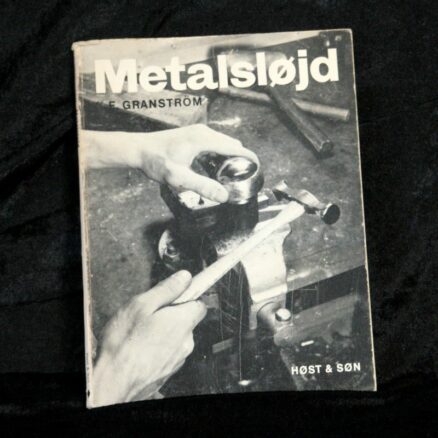 Metalsløjd
F. GRANSTRÖM
HØST & SØN